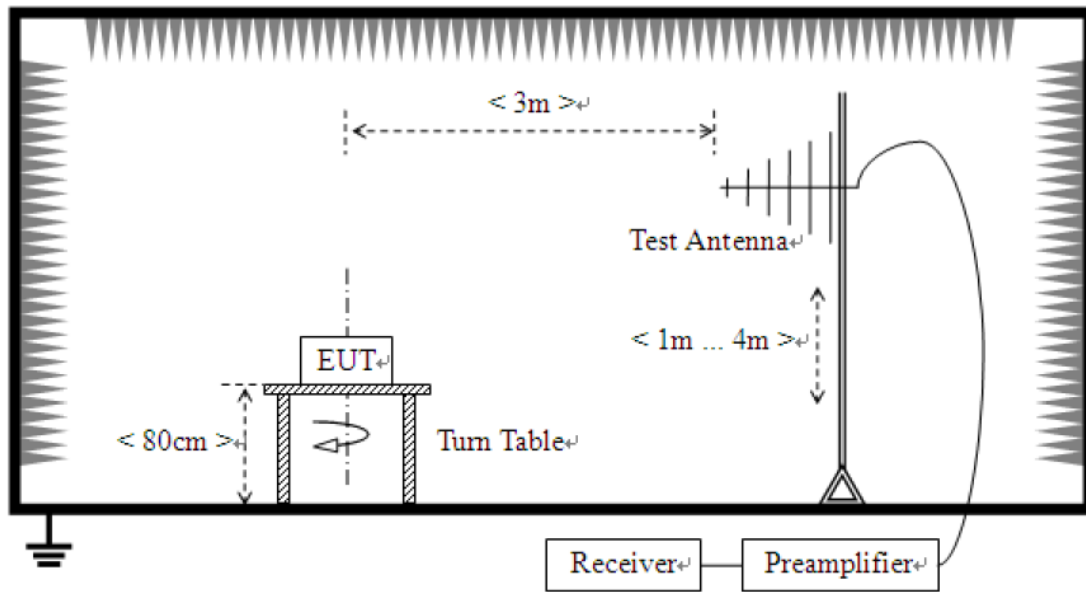 < 3m >↵
Test Antenna↵
< 1m ... 4m >↵
EUT↵
< 80cm >↵
Turn Table↵
Receiver↵
Preamplifier↵